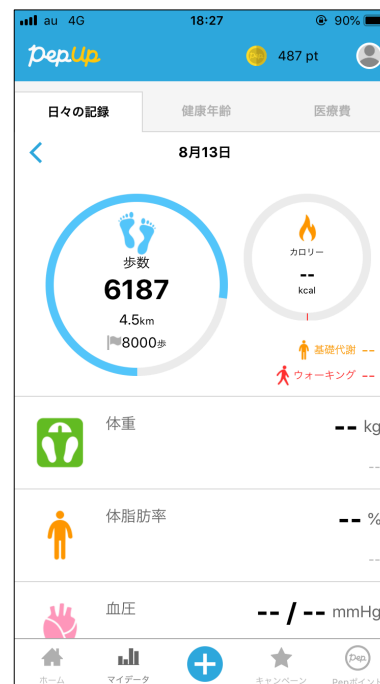 au 4G 18:27 90%
PepUp 487 pt
日々の記録 健康年齢 医療費
8月13日
歩数
6187
4.5km
8000歩
カロリー
--
kcal
基礎代謝 --
ウォーキング --
体重 -- kg
--
体脂肪率 -- %
--
血圧 -- / -- mmHg
ホーム マイデータ キャンペーン Pep Pepポイント